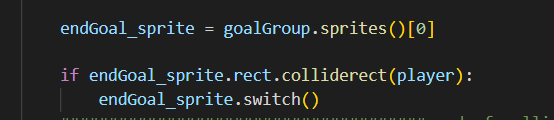 endGoal_sprite = goalGroup.sprites()[0]
if endGoal_sprite.rect.colliderect(player):
endGoal_sprite.switch()